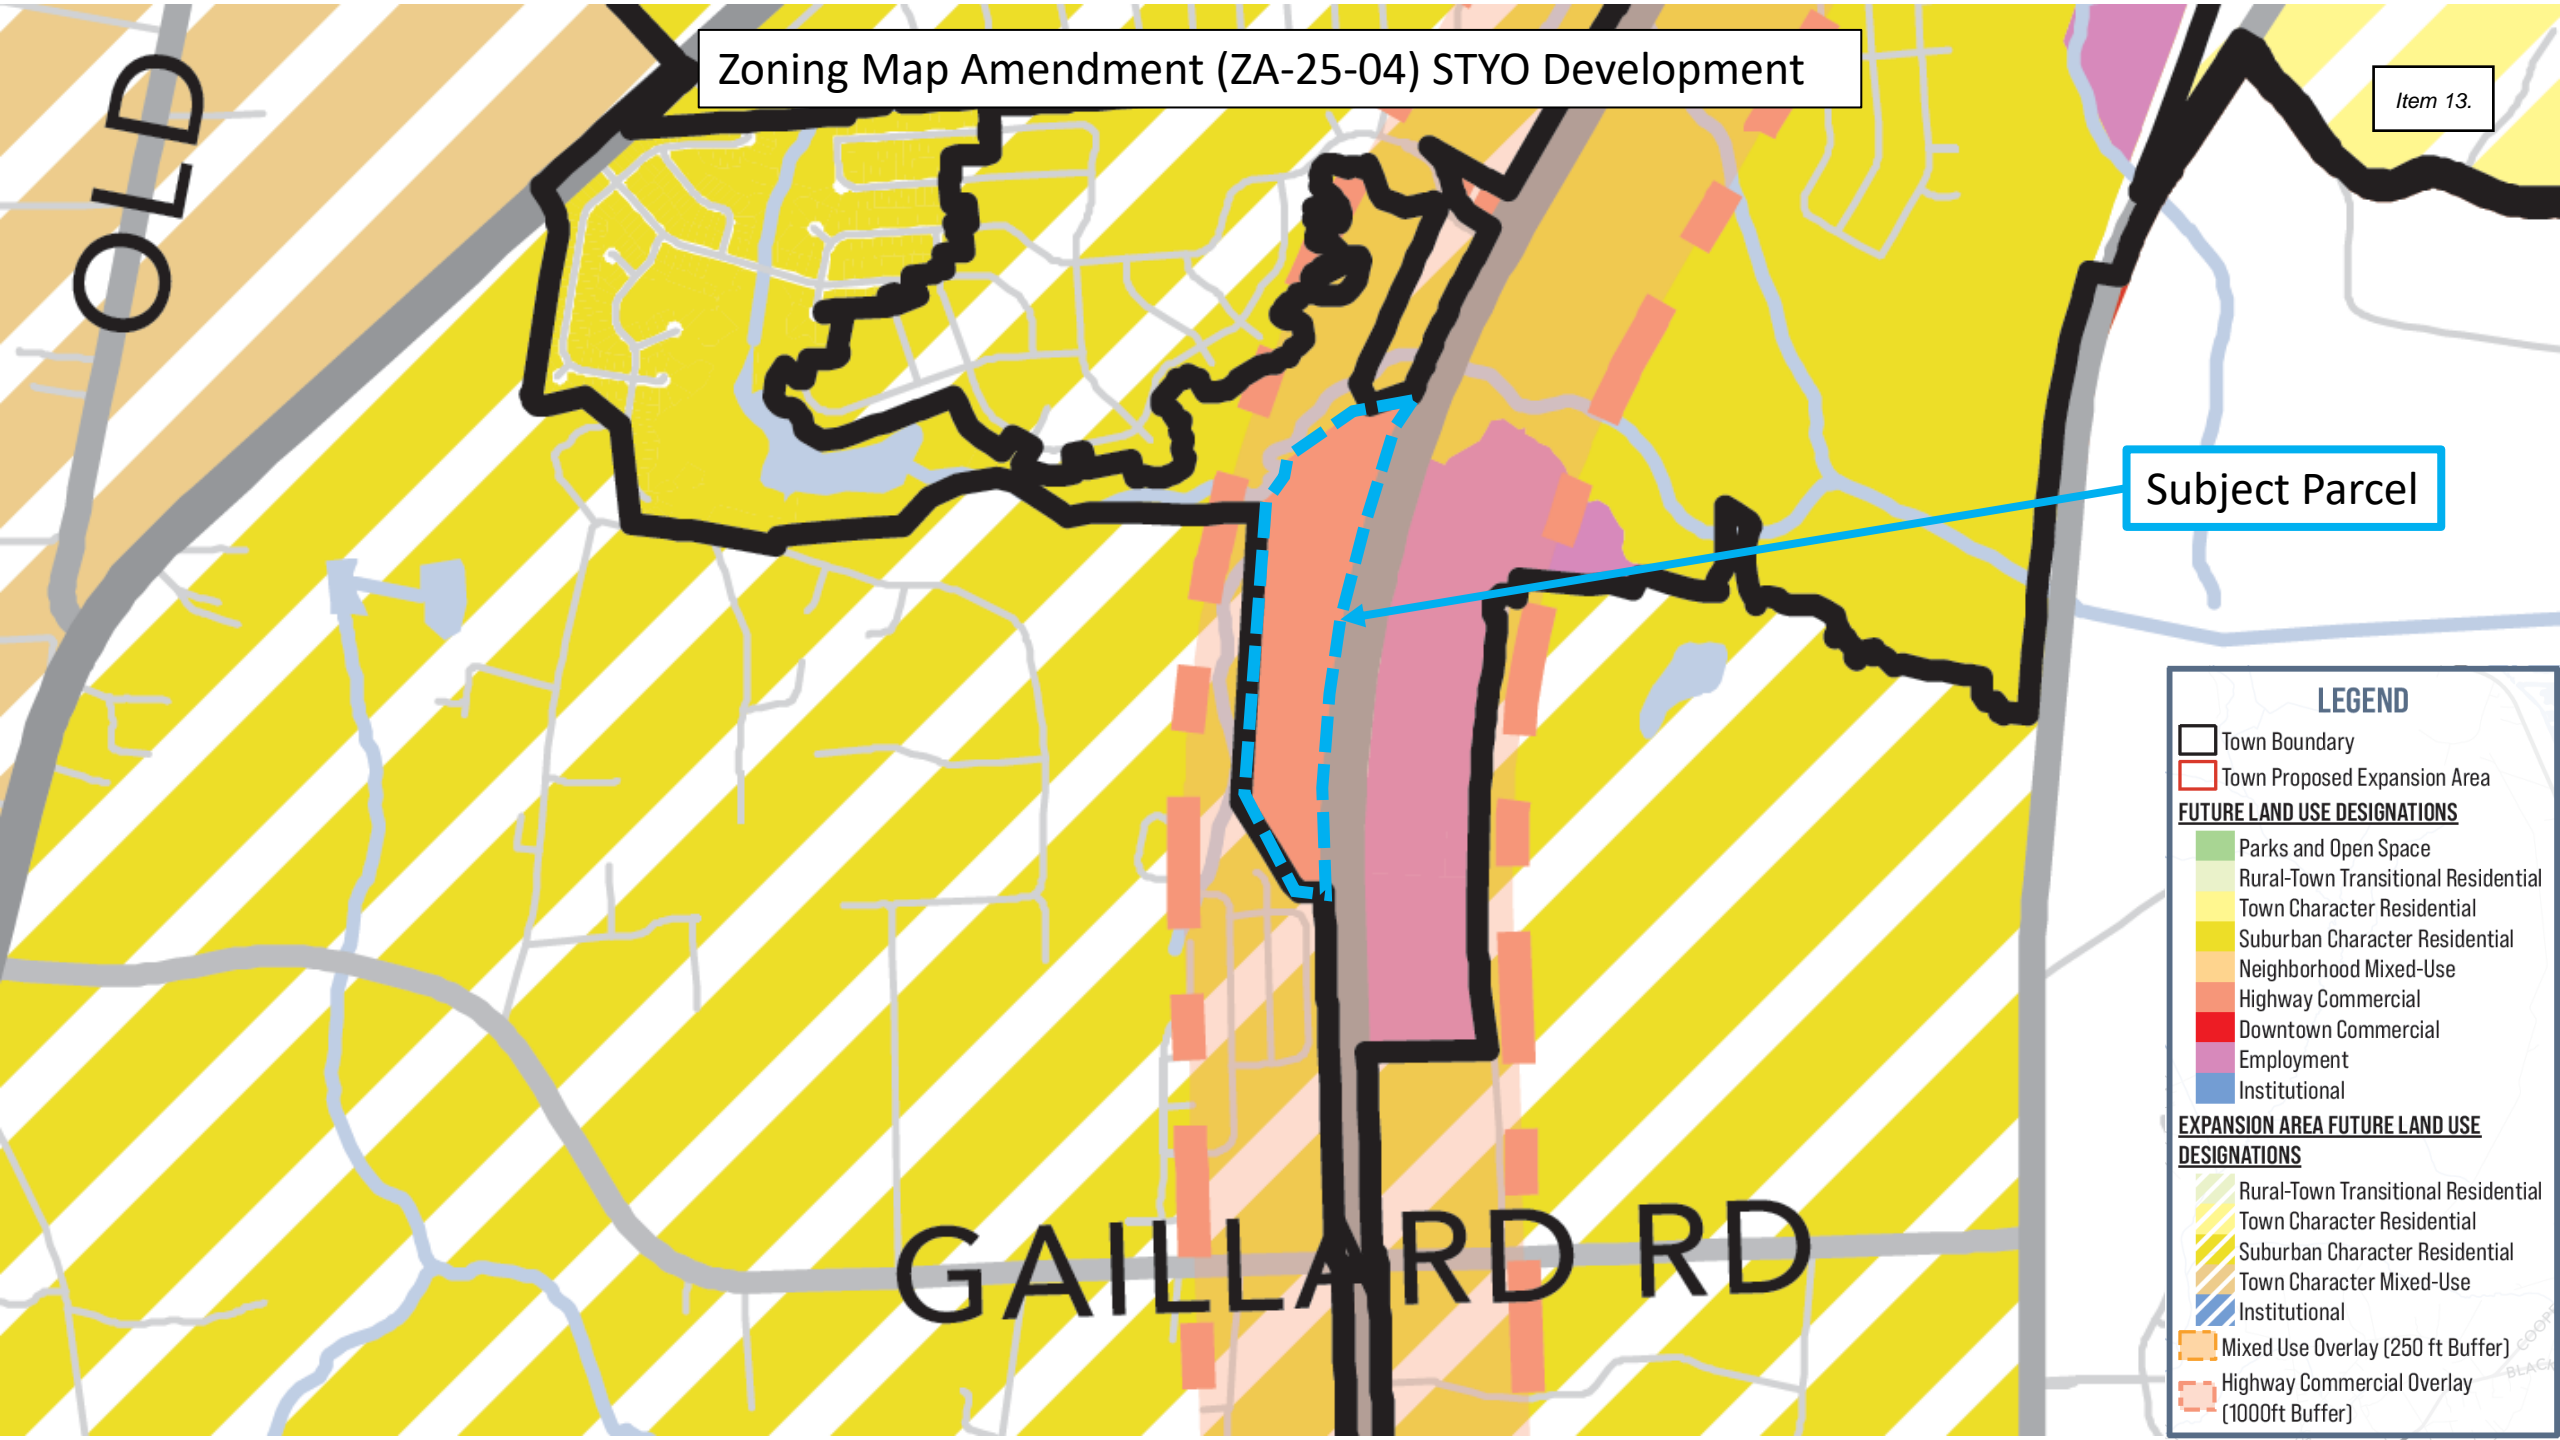 Zoning Map Amendment (ZA-25-04) STYO Development
Item 13.
OLD
Subject Parcel
GAILLARD RD
LEGEND
Town Boundary
Town Proposed Expansion Area
FUTURE LAND USE DESIGNATIONS
Parks and Open Space
Rural-Town Transitional Residential
Town Character Residential
Suburban Character Residential
Neighborhood Mixed-Use
Highway Commercial
Downtown Commercial
Employment
Institutional
EXPANSION AREA FUTURE LAND USE
DESIGNATIONS
Rural-Town Transitional Residential
Town Character Residential
Suburban Character Residential
Town Character Mixed-Use
Institutional
Mixed Use Overlay (250 ft Buffer)
Highway Commercial Overlay
(1000ft Buffer)